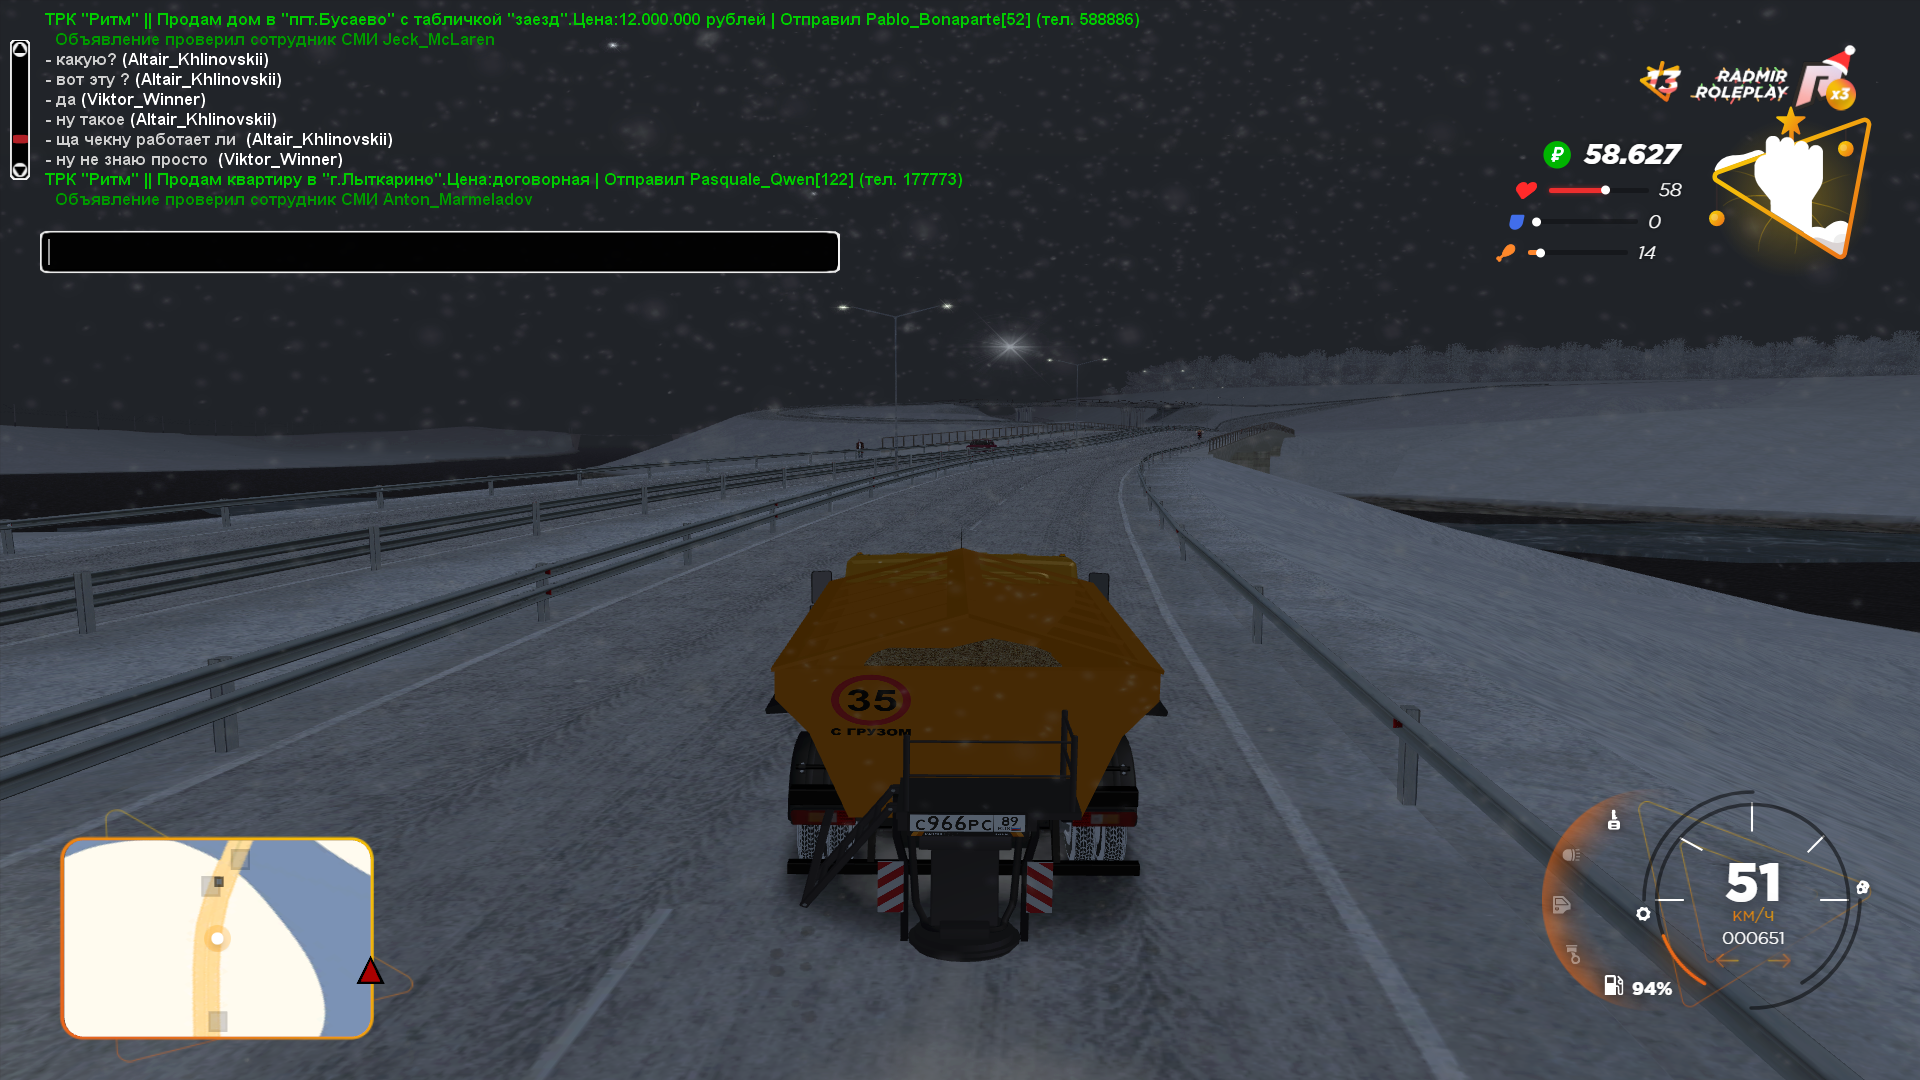 ТРК "Ритм" || Продам дом в "пгт.Бусаево" с табличкой "заезд".Цена:12.000.000 рублей | Отправил Pablo_Bonaparte[52] (тел. 588886)
Объявление проверил сотрудник СМИ Jeck_McLaren
- какую? (Altair_Khlinovskii)
- вот эту ? (Altair_Khlinovskii)
- да (Viktor_Winner)
- ну такое (Altair_Khlinovskii)
- ща чекну работает ли (Altair_Khlinovskii)
- ну не знаю просто (Viktor_Winner)
ТРК "Ритм" || Продам квартиру в "г.Лыткарино".Цена:договорная | Отправил Pasquale_Qwen[122] (тел. 177773)
Объявление проверил сотрудник СМИ Anton_Marmeladov
13
RADMIR
ROLEPLAY
x3
₽ 58.627
58
0
14
35
С ГРУЗОМ
С966РС 89
51
КМ/Ч
000651
94%